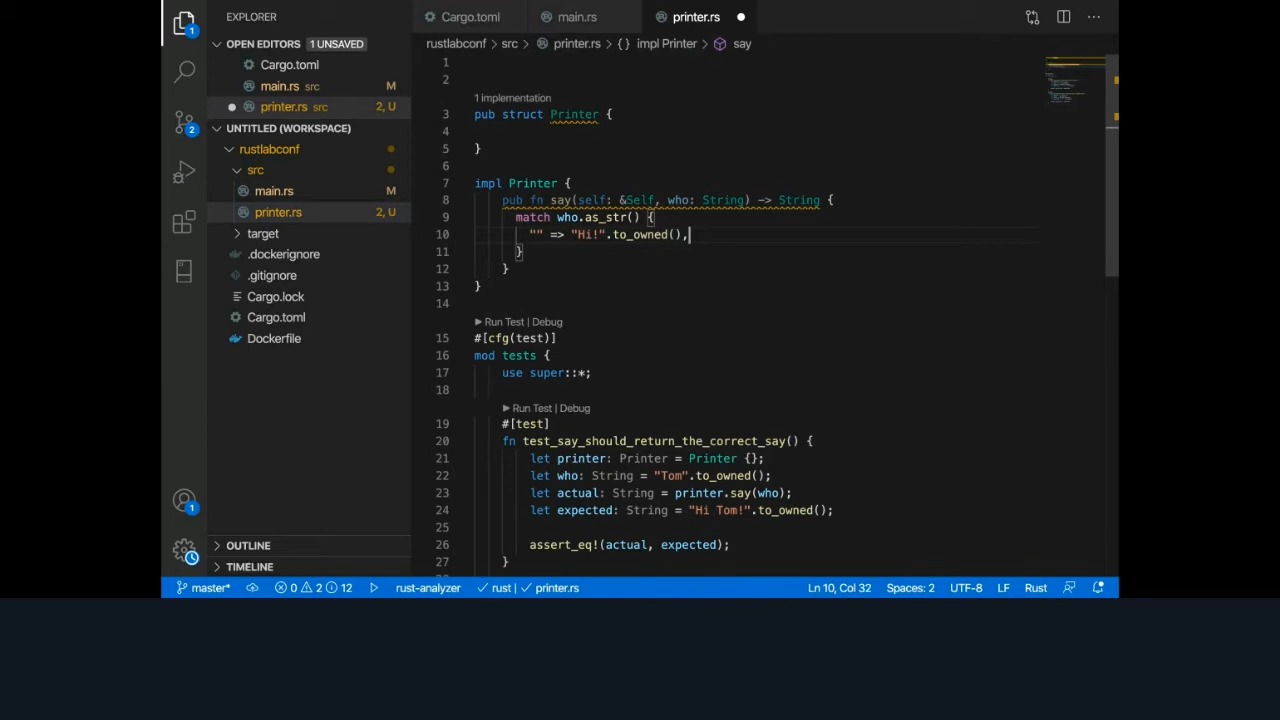 EXPLORER
OPEN EDITORS 1 UNSAVED
Cargo.toml
main.rs src M
printer.rs src 2, U
UNTITLED (WORKSPACE)
rustlabconf
src
main.rs M
printer.rs 2, U
target
.dockerignore
.gitignore
Cargo.lock
Cargo.toml
Dockerfile
OUTLINE
TIMELINE
1
2
1
Cargo.toml main.rs printer.rs
rustlabconf > src > printer.rs > {} impl Printer > say
1
2
1 implementation
3 pub struct Printer {
4
5 }
6
7 impl Printer {
8 pub fn say(self: &Self, who: String) -> String {
9 match who.as_str() {
10 "" => "Hi!".to_owned(),
11 }
12 }
13 }
14
Run Test | Debug
15 #[cfg(test)]
16 mod tests {
17 use super::*;
18
Run Test | Debug
19 #[test]
20 fn test_say_should_return_the_correct_say() {
21 let printer: Printer = Printer {};
22 let who: String = "Tom".to_owned();
23 let actual: String = printer.say(who);
24 let expected: String = "Hi Tom!".to_owned();
25
26 assert_eq!(actual, expected);
27 }
master* 0 2 12 rust-analyzer rust | printer.rs Ln 10, Col 32 Spaces: 2 UTF-8 LF Rust